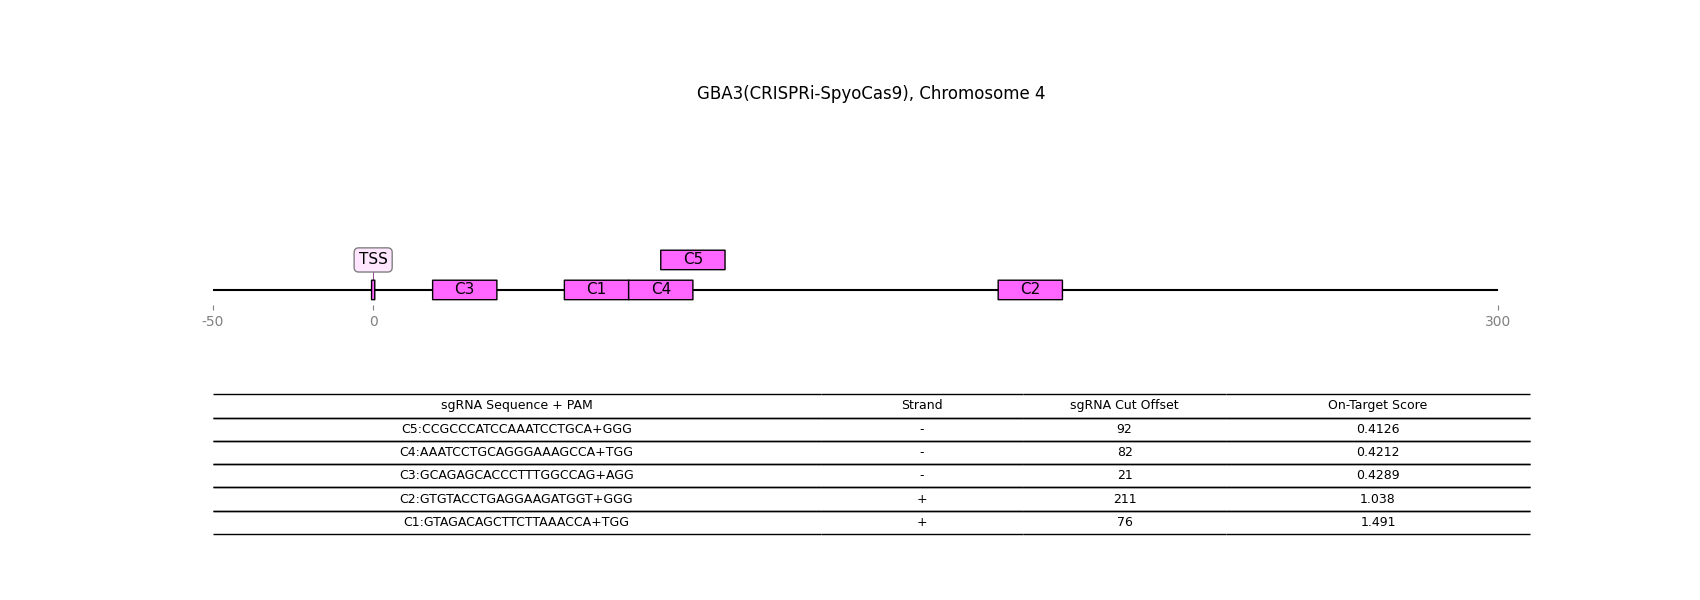 GBA3(CRISPRi-SpyoCas9), Chromosome 4
TSS C5
C3 C1 C4 C2
-50 0 300
sgRNA Sequence + PAM Strand sgRNA Cut Offset On-Target Score
C5:CCGCCCATCCAAATCCTGCA+GGG - 92 0.4126
C4:AAATCCTGCAGGGAAAGCCA+TGG - 82 0.4212
C3:GCAGAGCACCCTTTGGCCAG+AGG - 21 0.4289
C2:GTGTACCTGAGGAAGATGGT+GGG + 211 1.038
C1:GTAGACAGCTTCTTAAACCA+TGG + 76 1.491